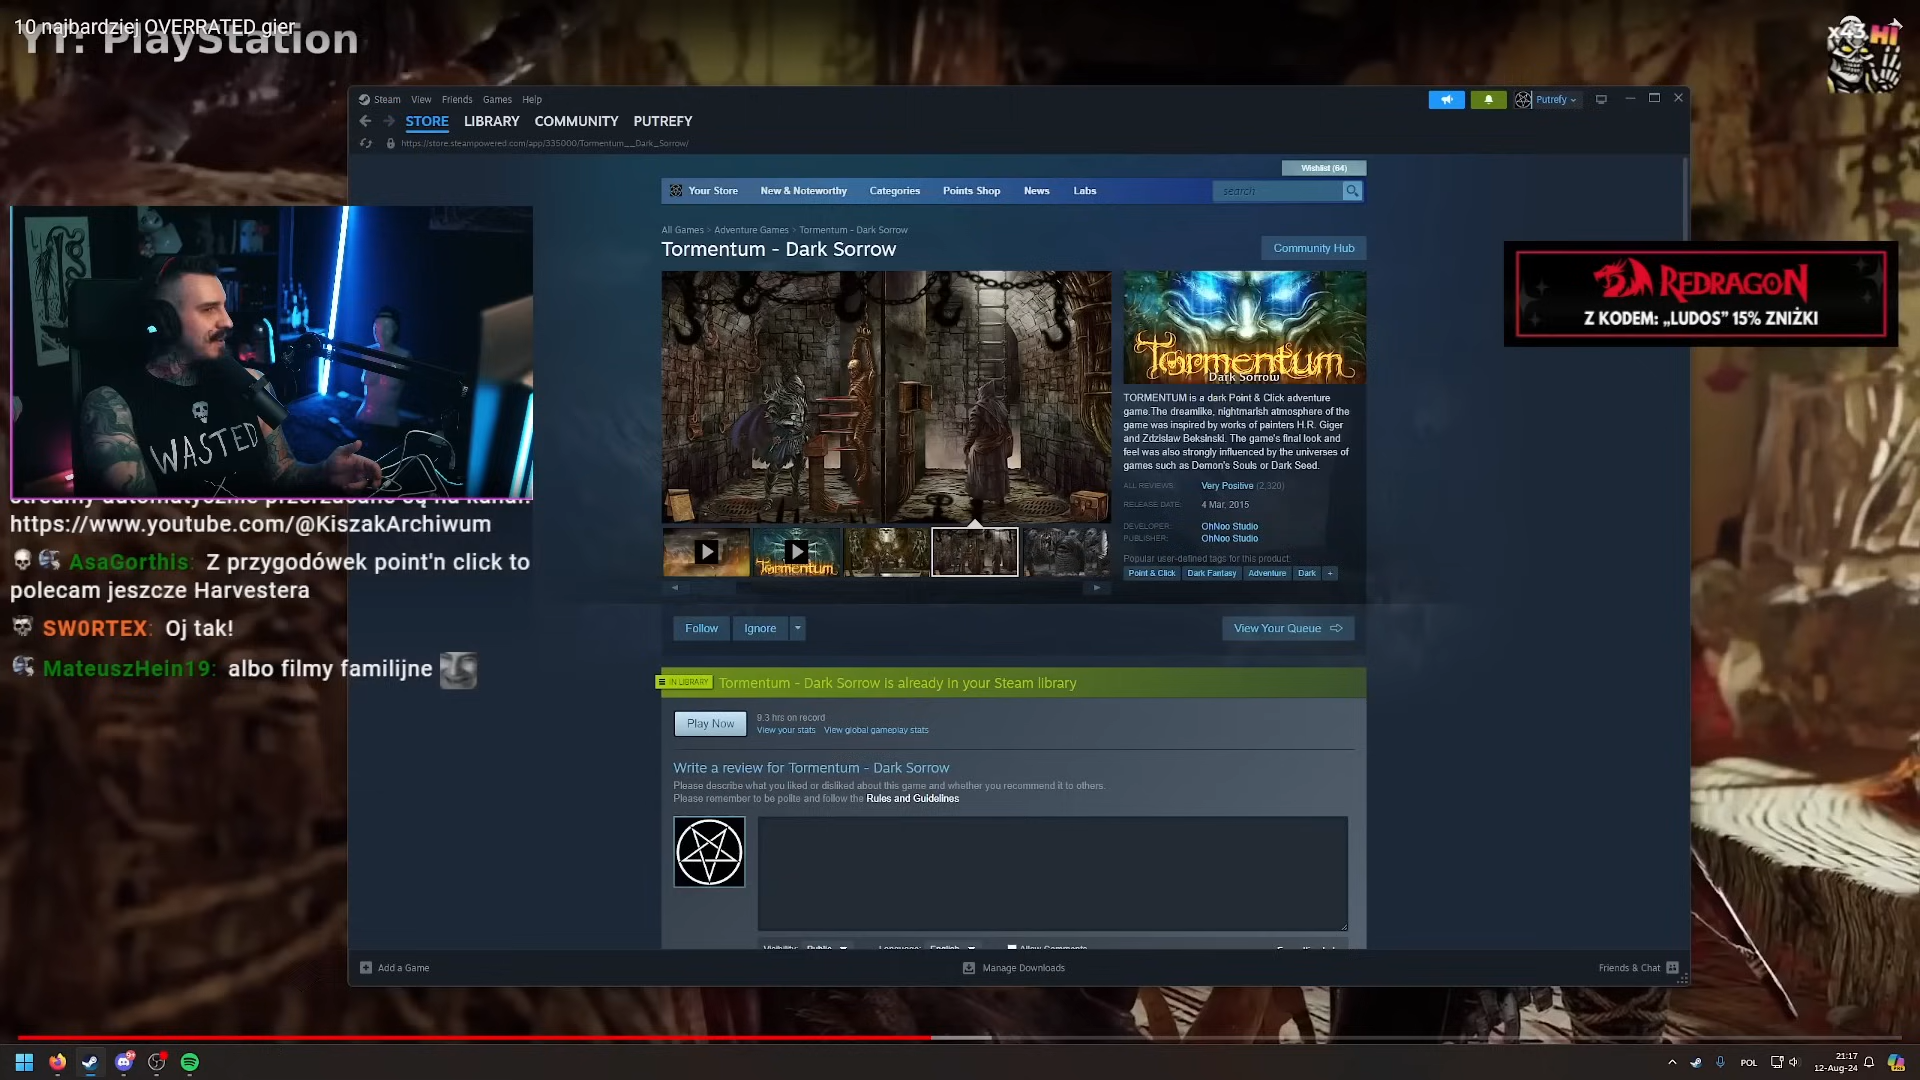 10 najbardziej OVERRATED gier
YT: PlayStation
x43 HI
Steam View Friends Games Help
Putrefy
STORE LIBRARY COMMUNITY PUTREFY
https://store.steampowered.com/app/335000/Tormentum__Dark_Sorrow/
Wishlist (64)
Your Store New & Noteworthy Categories Points Shop News Labs
search
All Games > Adventure Games > Tormentum - Dark Sorrow
Tormentum - Dark Sorrow
Community Hub
Tormentum
Dark Sorrow
TORMENTUM is a dark Point & Click adventure
game.The dreamlike, nightmarish atmosphere of the
game was inspired by works of painters H.R. Giger
and Zdzislaw Beksinski. The game's final look and
feel was also strongly influenced by the universes of
games such as Demon's Souls or Dark Seed.
ALL REVIEWS: Very Positive (2,320)
RELEASE DATE: 4 Mar, 2015
DEVELOPER: OhNoo Studio
PUBLISHER: OhNoo Studio
Popular user-defined tags for this product:
Point & Click Dark Fantasy Adventure Dark +
Tormentum
REDRAGON
Z KODEM: „LUDOS” 15% ZNIŻKI
WASTED
https://www.youtube.com/@KiszakArchiwum
AsaGorthis: Z przygodówek point'n click to
polecam jeszcze Harvestera
SW0RTEX: Oj tak!
MateuszHein19: albo filmy familijne
Follow Ignore
View Your Queue
IN LIBRARY Tormentum - Dark Sorrow is already in your Steam library
Play Now
9.3 hrs on record
View your stats View global gameplay stats
Write a review for Tormentum - Dark Sorrow
Please describe what you liked or disliked about this game and whether you recommend it to others.
Please remember to be polite and follow the Rules and Guidelines
Visibility: Public Language: English Allow Comments
Add a Game
Manage Downloads
Friends & Chat
9+
POL
21:17
12-Aug-24